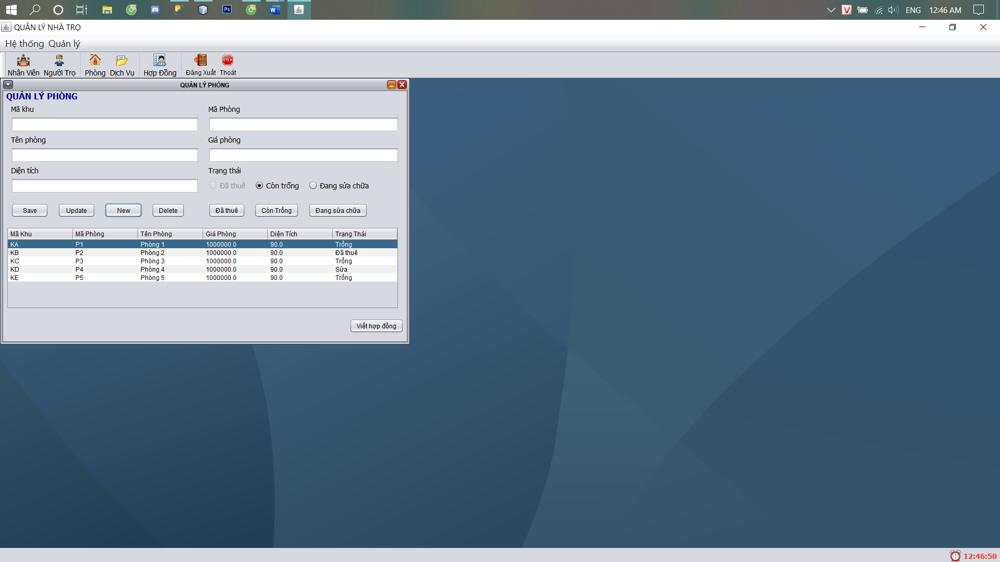 ENG 12:46 AM
QUẢN LÝ NHÀ TRỌ
Hệ thống Quản lý
Nhân Viên Người Trọ Phòng Dịch Vụ Hợp Đồng Đăng Xuất Thoát
STOP
QUẢN LÝ PHÒNG
QUẢN LÝ PHÒNG
Mã khu Mã Phòng
Tên phòng Giá phòng
Diện tích Trạng thái
Đã thuê Còn trống Đang sửa chữa
Save Update New Delete Đã thuê Còn Trống Đang sửa chữa
Mã Khu Mã Phòng Tên Phòng Giá Phòng Diện Tích Trạng Thái
KA P1 Phòng 1 1000000.0 90.0 Trống
KB P2 Phòng 2 1000000.0 90.0 Đã thuê
KC P3 Phòng 3 1000000.0 90.0 Trống
KD P4 Phòng 4 1000000.0 90.0 Sửa
KE P5 Phòng 5 1000000.0 90.0 Trống
Viết hợp đồng
12:46:50